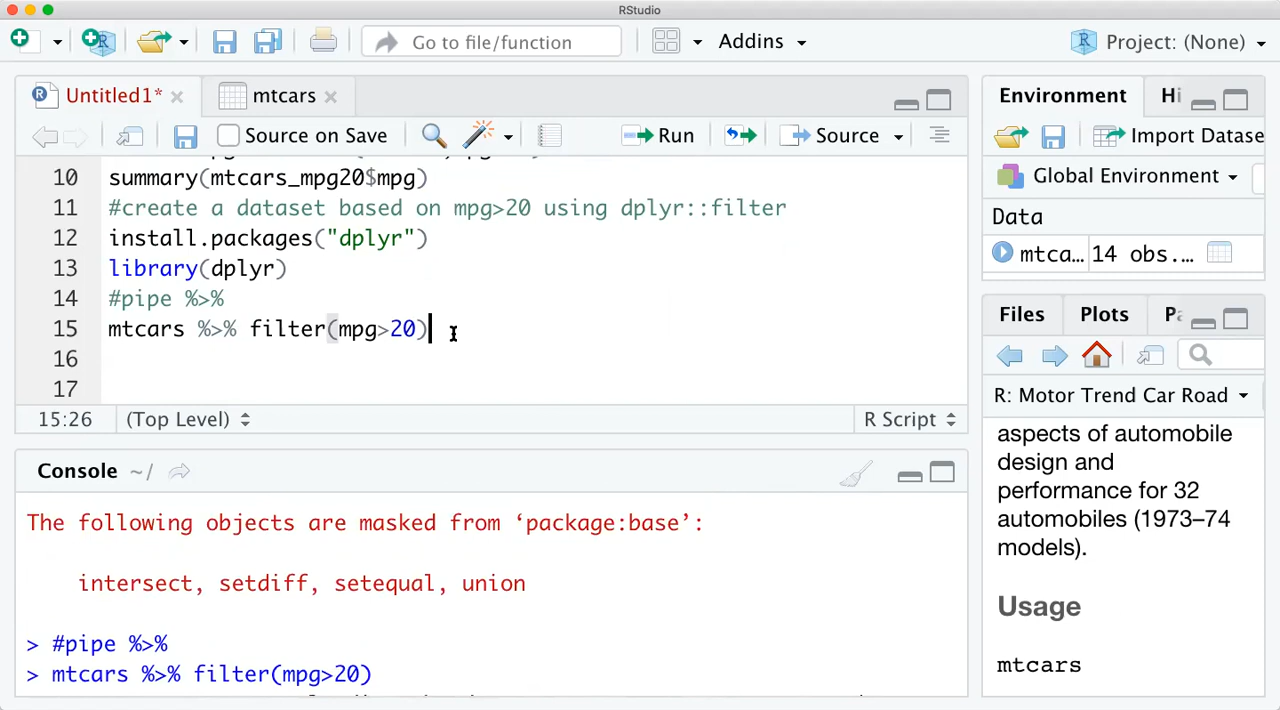 RStudio
Go to file/function
Addins
Project: (None)
Untitled1*
mtcars
Source on Save
Run
Source
10 summary(mtcars_mpg20$mpg)
11 #create a dataset based on mpg>20 using dplyr::filter
12 install.packages("dplyr")
13 library(dplyr)
14 #pipe %>%
15 mtcars %>% filter(mpg>20)
16
17
15:26 (Top Level) R Script
Console ~/
The following objects are masked from ‘package:base’:
intersect, setdiff, setequal, union
> #pipe %>%
> mtcars %>% filter(mpg>20)
Environment Hi
Import Datase
Global Environment
Data
mtca… 14 obs.…
Files Plots Pa
R: Motor Trend Car Road
aspects of automobile
design and
performance for 32
automobiles (1973–74
models).
Usage
mtcars